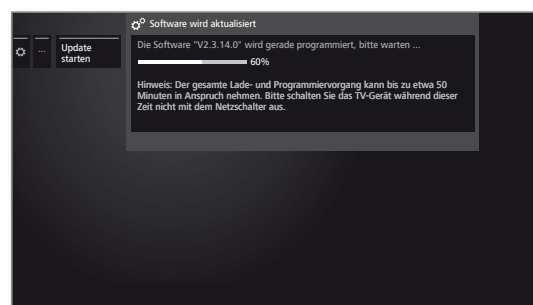 Software wird aktualisiert
... Update
starten
Die Software "V2.3.14.0" wird gerade programmiert, bitte warten ...
60%
Hinweis: Der gesamte Lade- und Programmiervorgang kann bis zu etwa 50
Minuten in Anspruch nehmen. Bitte schalten Sie das TV-Gerät während dieser
Zeit nicht mit dem Netzschalter aus.